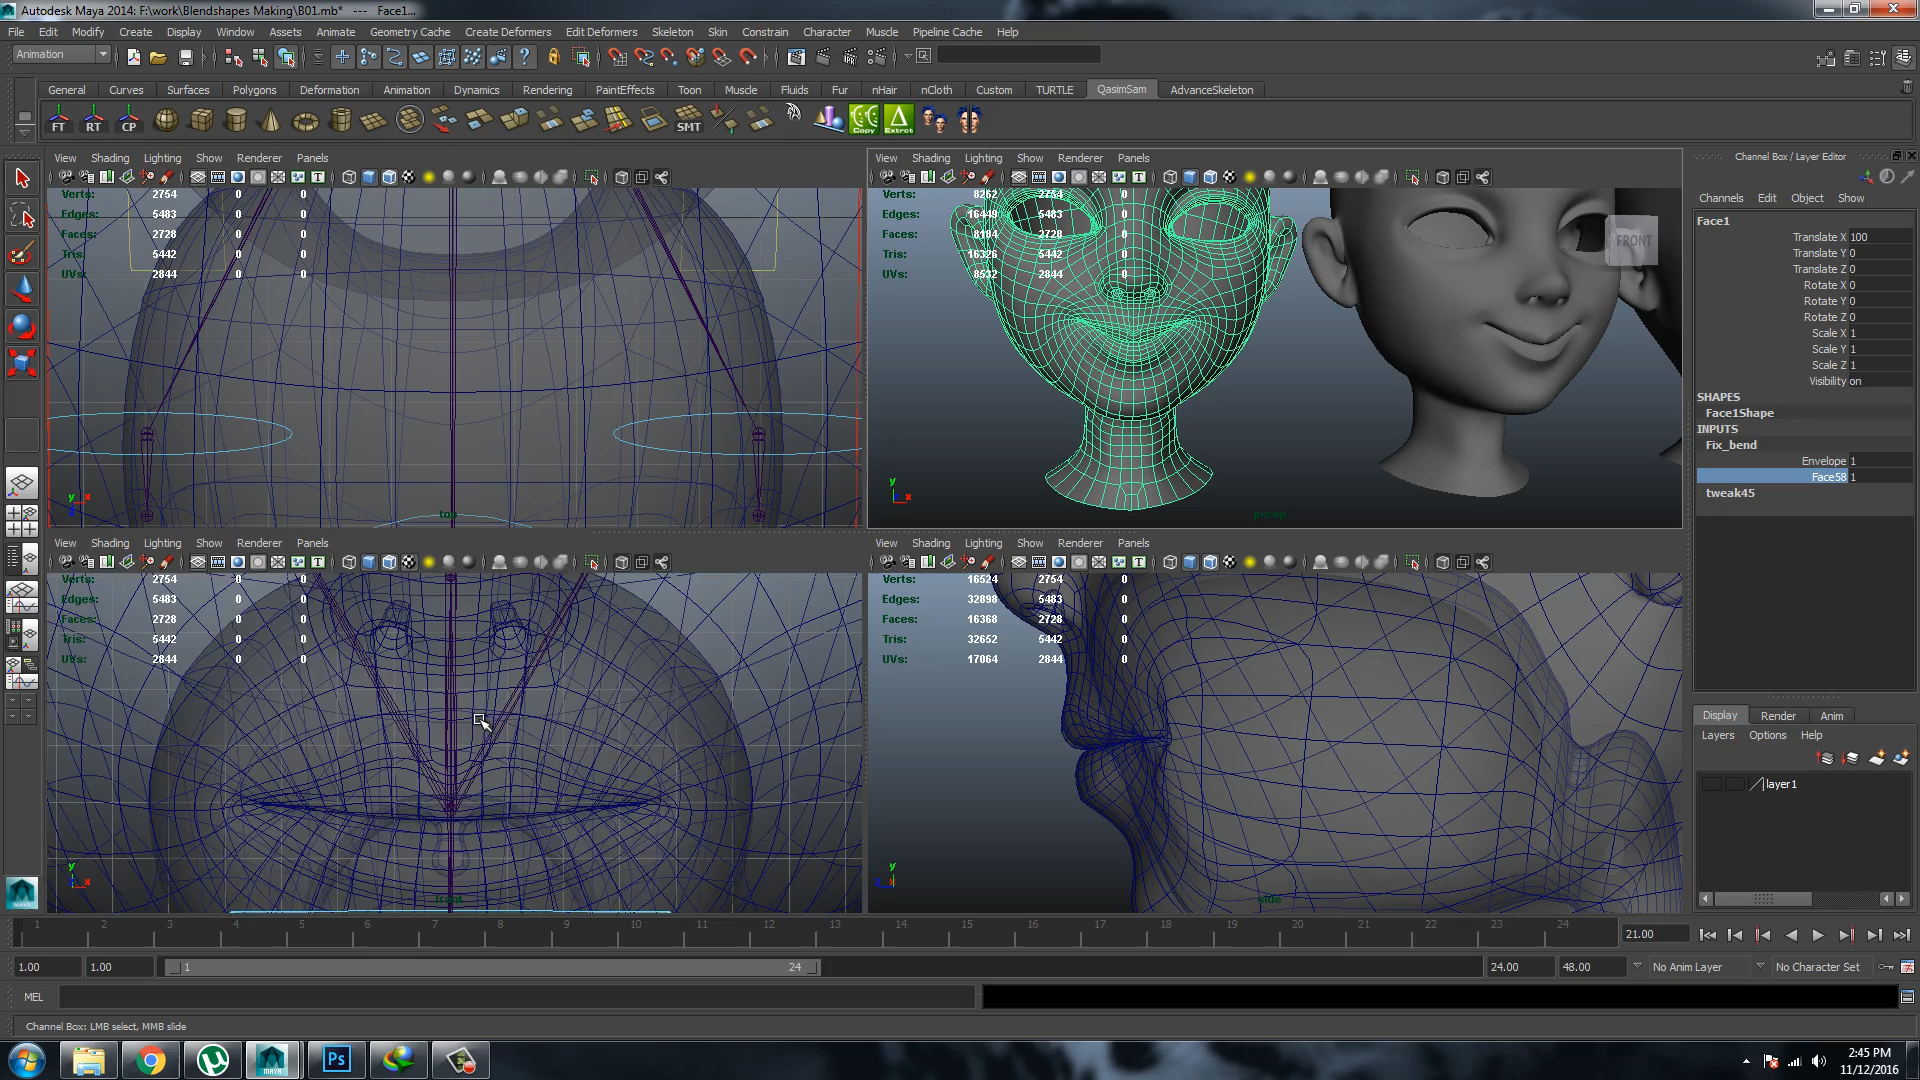 Autodesk Maya 2014: F:\work\Blendshapes Making\B01.mb*   ---   Face1...
File Edit Modify Create Display Window Assets Animate Geometry Cache Create Deformers Edit Deformers Skeleton Skin Constrain Character Muscle Pipeline Cache Help
Animation
General Curves Surfaces Polygons Deformation Animation Dynamics Rendering PaintEffects Toon Muscle Fluids Fur nHair nCloth Custom TURTLE QasimSam AdvanceSkeleton
FT RT CP SMT Copy Extrct
View Shading Lighting Show Renderer Panels
Verts: 2754 0 0
Edges: 5483 0 0
Faces: 2728 0 0
Tris: 5442 0 0
UVs: 2844 0 0
y x
top
View Shading Lighting Show Renderer Panels
Verts: 8262 2754 0
Edges: 16449 5483 0
Faces: 8184 2728 0
Tris: 16326 5442 0
UVs: 8532 2844 0
FRONT
y x
persp
View Shading Lighting Show Renderer Panels
Verts: 2754 0 0
Edges: 5483 0 0
Faces: 2728 0 0
Tris: 5442 0 0
UVs: 2844 0 0
y x
front
View Shading Lighting Show Renderer Panels
Verts: 16524 2754 0
Edges: 32898 5483 0
Faces: 16368 2728 0
Tris: 32652 5442 0
UVs: 17064 2844 0
y
side
Channel Box / Layer Editor
Channels Edit Object Show
Face1
Translate X 100
Translate Y 0
Translate Z 0
Rotate X 0
Rotate Y 0
Rotate Z 0
Scale X 1
Scale Y 1
Scale Z 1
Visibility on
SHAPES
Face1Shape
INPUTS
Fix_bend
Envelope 1
Face58 1
tweak45
Display Render Anim
Layers Options Help
layer1
1 2 3 4 5 6 7 8 9 10 11 12 13 14 15 16 17 18 19 20 21 22 23 24
21.00
1.00 1.00 1 24 24.00 48.00 No Anim Layer No Character Set
MEL
Channel Box: LMB select, MMB slide
MAYA Ps
2:45 PM
11/12/2016